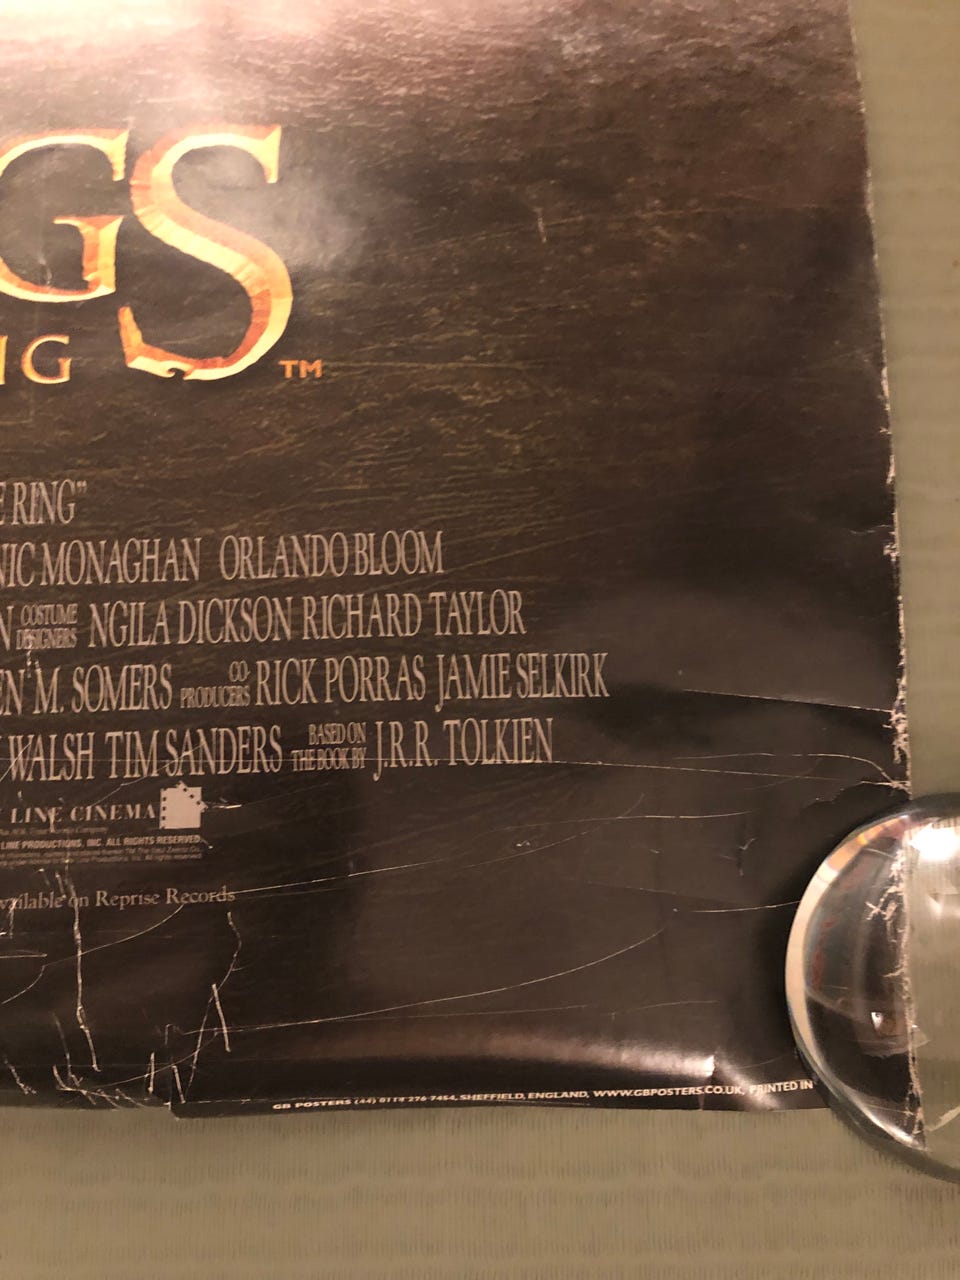 GS
NG
TM
E RING"
NIC MONAGHAN ORLANDO BLOOM
N COSTUME DESIGNERS NGILA DICKSON RICHARD TAYLOR
EN M. SOMERS CO-PRODUCERS RICK PORRAS JAMIE SELKIRK
WALSH TIM SANDERS BASED ON THE BOOK BY J.R.R. TOLKIEN
LINE CINEMA
LINE PRODUCTIONS, INC. ALL RIGHTS RESERVED.
available on Reprise Records
GB POSTERS (44) 0114 276 7454, SHEFFIELD, ENGLAND, WWW.GBPOSTERS.CO.UK, PRINTED IN